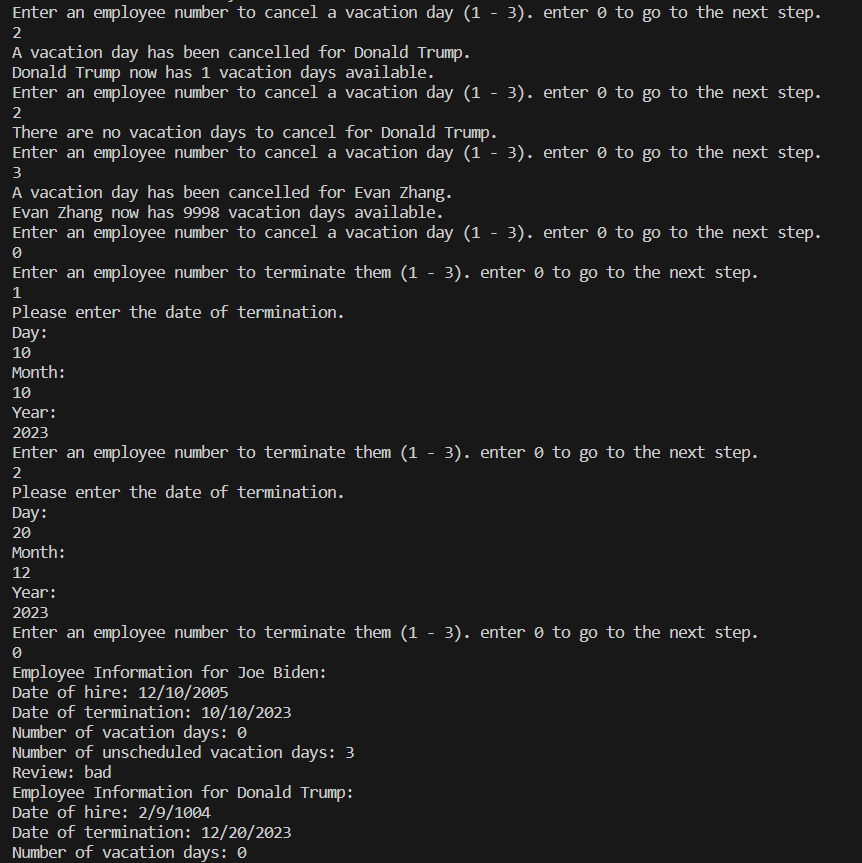 Enter an employee number to cancel a vacation day (1 - 3). enter 0 to go to the next step.
2
A vacation day has been cancelled for Donald Trump.
Donald Trump now has 1 vacation days available.
Enter an employee number to cancel a vacation day (1 - 3). enter 0 to go to the next step.
2
There are no vacation days to cancel for Donald Trump.
Enter an employee number to cancel a vacation day (1 - 3). enter 0 to go to the next step.
3
A vacation day has been cancelled for Evan Zhang.
Evan Zhang now has 9998 vacation days available.
Enter an employee number to cancel a vacation day (1 - 3). enter 0 to go to the next step.
0
Enter an employee number to terminate them (1 - 3). enter 0 to go to the next step.
1
Please enter the date of termination.
Day:
10
Month:
10
Year:
2023
Enter an employee number to terminate them (1 - 3). enter 0 to go to the next step.
2
Please enter the date of termination.
Day:
20
Month:
12
Year:
2023
Enter an employee number to terminate them (1 - 3). enter 0 to go to the next step.
0
Employee Information for Joe Biden:
Date of hire: 12/10/2005
Date of termination: 10/10/2023
Number of vacation days: 0
Number of unscheduled vacation days: 3
Review: bad
Employee Information for Donald Trump:
Date of hire: 2/9/1004
Date of termination: 12/20/2023
Number of vacation days: 0